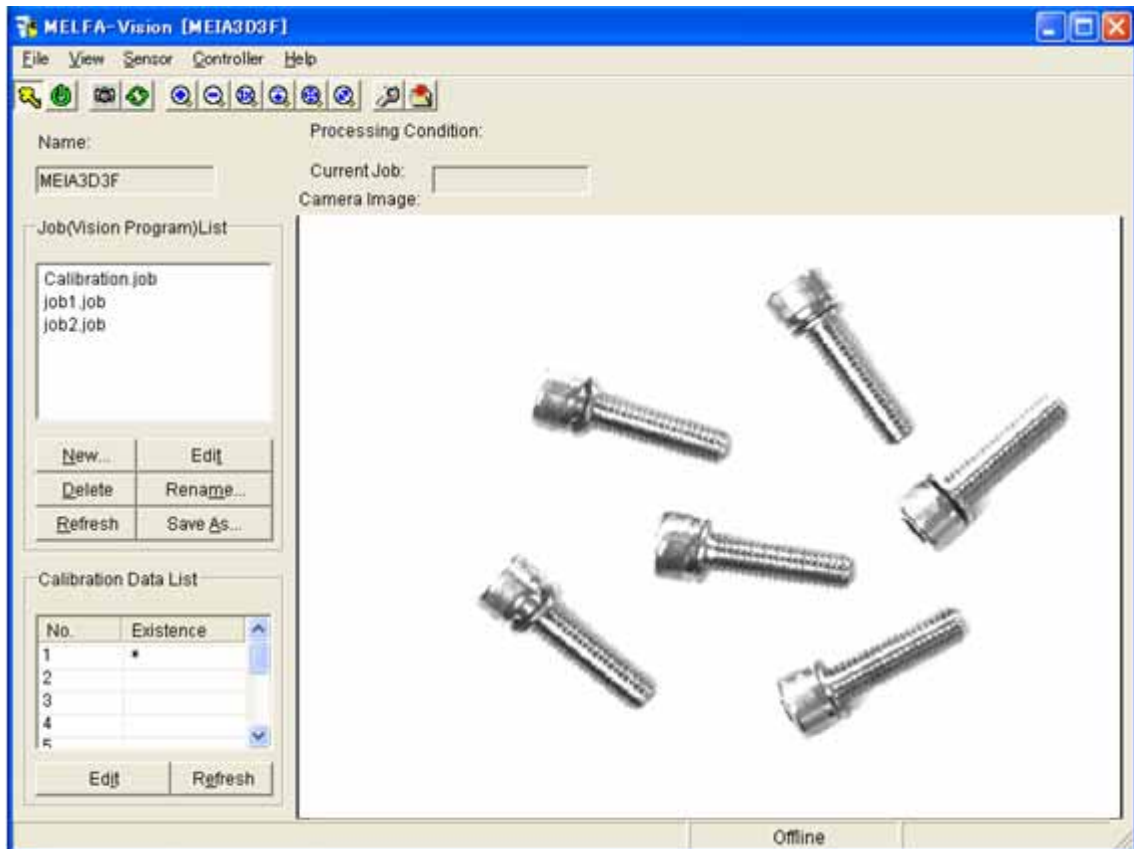 MELFA-Vision [MEIA3D3F]
File View Sensor Controller Help
Name:
MEIA3D3F
Processing Condition:
Current Job:
Camera Image:
Job(Vision Program)List
Calibration.job
job1.job
job2.job
New... Edit
Delete Rename...
Refresh Save As...
Calibration Data List
No. Existence
1 *
2
3
4
5
Edit Refresh
Offline